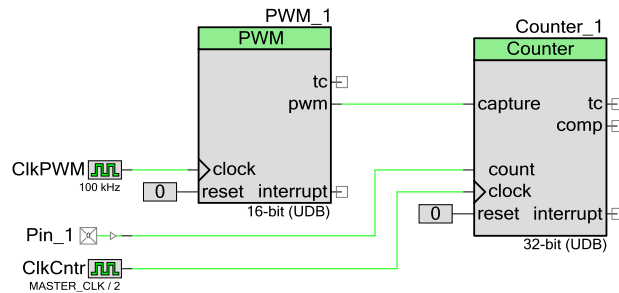 PWM_1
PWM
tc
pwm
clock
reset
interrupt
16-bit (UDB)
ClkPWM
100 kHz
0
Counter_1
Counter
capture
tc
comp
count
clock
reset
interrupt
32-bit (UDB)
0
Pin_1
ClkCntr
MASTER_CLK / 2